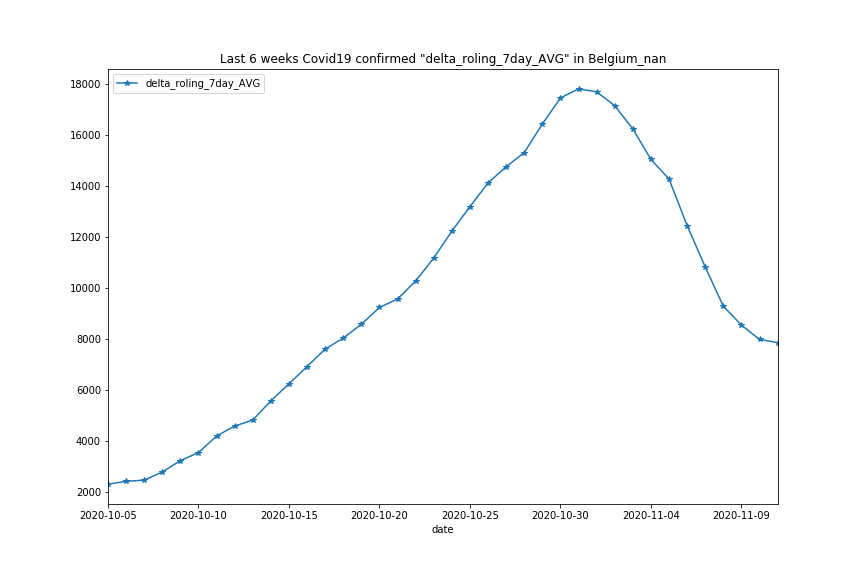 Last 6 weeks Covid19 confirmed "delta_roling_7day_AVG" in Belgium_nan
delta_roling_7day_AVG
18000
16000
14000
12000
10000
8000
6000
4000
2000
2020-10-05 2020-10-10 2020-10-15 2020-10-20 2020-10-25 2020-10-30 2020-11-04 2020-11-09
date